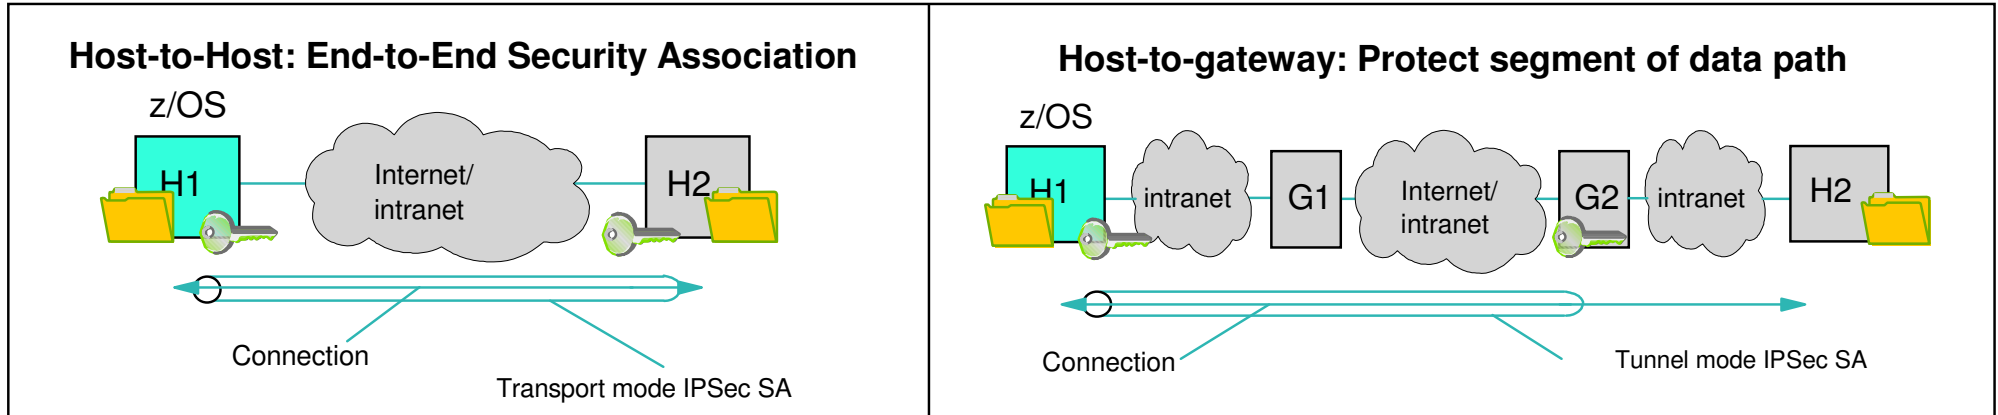 Host-to-Host: End-to-End Security Association
z/OS
H1
Internet/
intranet
H2
Connection
Transport mode IPSec SA
Host-to-gateway: Protect segment of data path
z/OS
H1
intranet
G1
Internet/
intranet
G2
intranet
H2
Connection
Tunnel mode IPSec SA